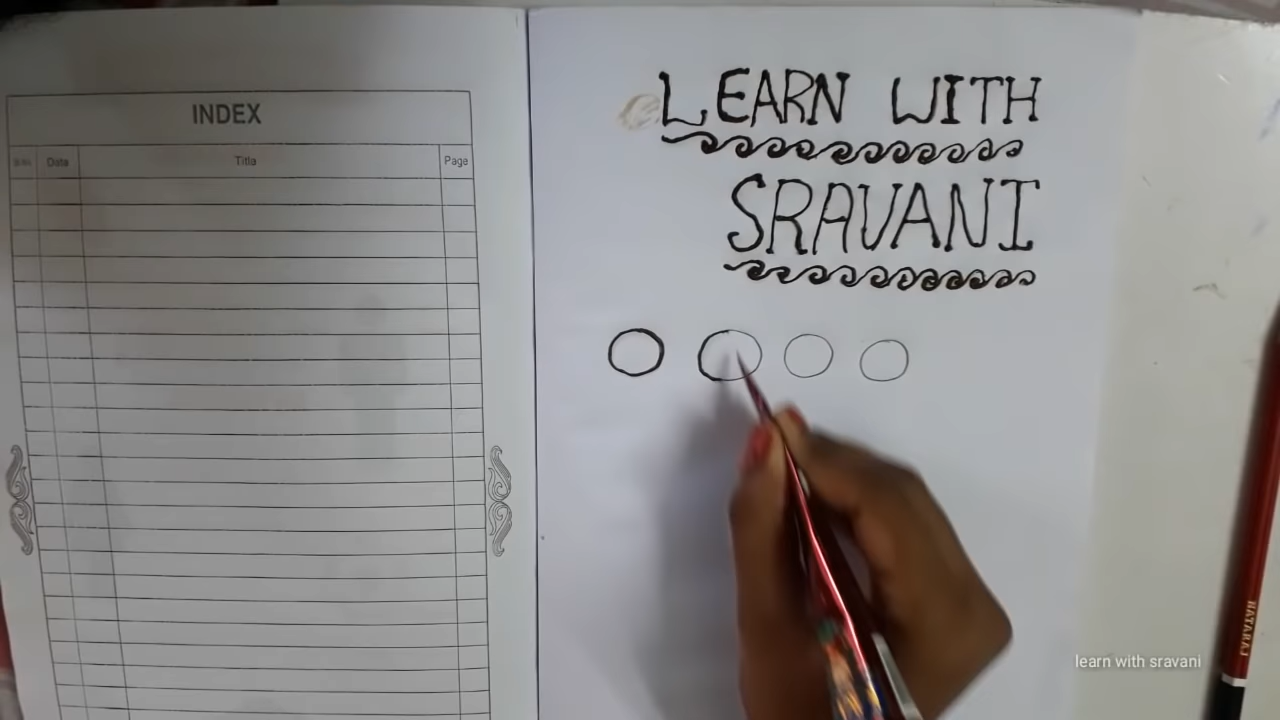 INDEX
Date Title Page
LEARN WITH
SRAVANI
learn with sravani
NATARAJ